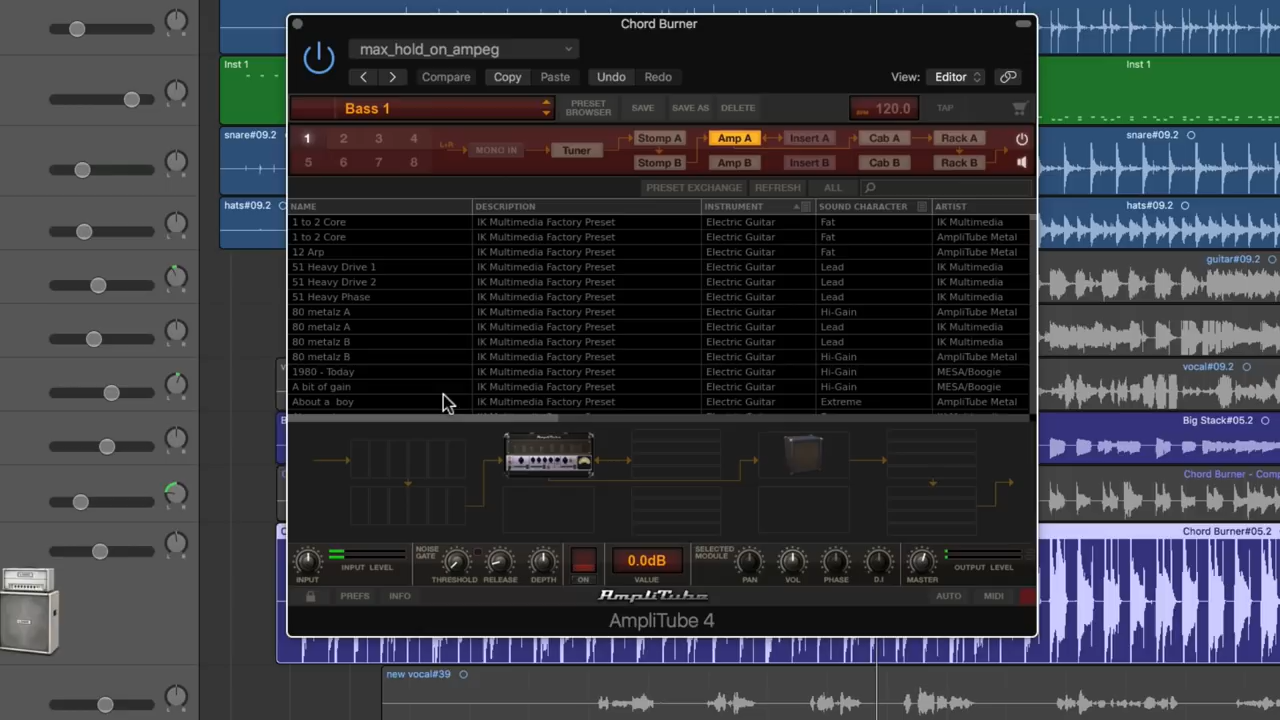 Chord Burner
max_hold_on_ampeg
Compare Copy Paste Undo Redo View: Editor
Inst 1
Inst 1
Bass 1 PRESET BROWSER SAVE SAVE AS DELETE BPM 120.0 TAP
snare#09.2
snare#09.2
1 2 3 4
5 6 7 8
MONO IN Tuner
Stomp A Amp A Insert A Cab A Rack A
Stomp B Amp B Insert B Cab B Rack B
PRESET EXCHANGE REFRESH ALL
hats#09.2
hats#09.2
NAME DESCRIPTION INSTRUMENT SOUND CHARACTER ARTIST
1 to 2 Core IK Multimedia Factory Preset Electric Guitar Fat IK Multimedia
1 to 2 Core IK Multimedia Factory Preset Electric Guitar Fat AmpliTube Metal
12 Arp IK Multimedia Factory Preset Electric Guitar Fat AmpliTube Metal
51 Heavy Drive 1 IK Multimedia Factory Preset Electric Guitar Lead IK Multimedia
51 Heavy Drive 2 IK Multimedia Factory Preset Electric Guitar Lead IK Multimedia
51 Heavy Phase IK Multimedia Factory Preset Electric Guitar Lead IK Multimedia
80 metalz A IK Multimedia Factory Preset Electric Guitar Hi-Gain AmpliTube Metal
80 metalz A IK Multimedia Factory Preset Electric Guitar Lead IK Multimedia
80 metalz B IK Multimedia Factory Preset Electric Guitar Lead IK Multimedia
80 metalz B IK Multimedia Factory Preset Electric Guitar Hi-Gain AmpliTube Metal
1980 - Today IK Multimedia Factory Preset Electric Guitar Hi-Gain MESA/Boogie
A bit of gain IK Multimedia Factory Preset Electric Guitar Hi-Gain MESA/Boogie
About a boy IK Multimedia Factory Preset Electric Guitar Extreme AmpliTube Metal
guitar#09.2
vocal#09.2
Big Stack#05.2
Chord Burner - Comp
Chord Burner#05.2
INPUT INPUT LEVEL NOISE GATE THRESHOLD RELEASE DEPTH ON 0.0dB VALUE SELECTED MODULE PAN VOL PHASE D.I MASTER OUTPUT LEVEL
PREFS INFO AmpliTube AUTO MIDI
AmpliTube 4
new vocal#39